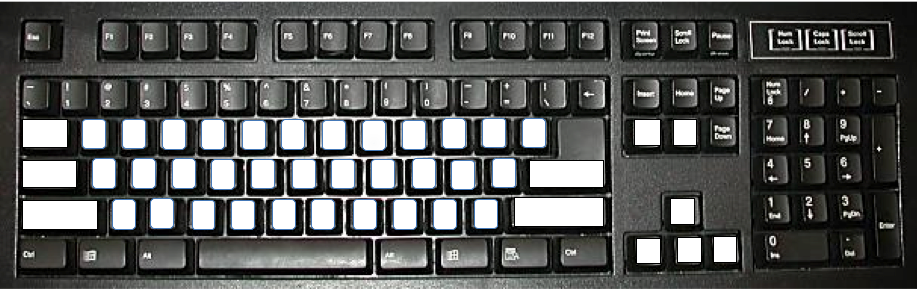 Esc F1 F2 F3 F4 F5 F6 F7 F8 F9 F10 F11 F12 Print Screen Scroll Lock Pause Num Lock Caps Lock Scroll Lock
~ ! @ # $ % ^ & * ( ) _ + |
` 1 2 3 4 5 6 7 8 9 0 - = \ ← Insert Home Page Up Num Lock / * -
Page Down 7 Home 8 ↑ 9 PgUp +
4 ← 5 6 →
1 End 2 ↓ 3 PgDn Enter
Ctrl Alt Alt Ctrl 0 Ins . Del